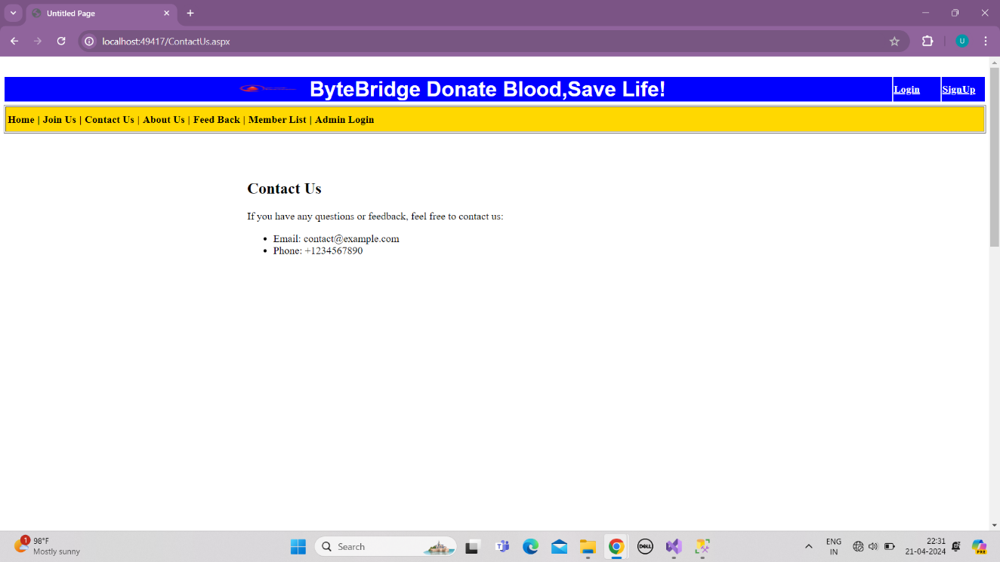 Untitled Page
localhost:49417/ContactUs.aspx
U
ByteBridge Donate Blood,Save Life!
Login
SignUp
Home | Join Us | Contact Us | About Us | Feed Back | Member List | Admin Login
Contact Us
If you have any questions or feedback, feel free to contact us:
• Email: contact@example.com
• Phone: +1234567890
1
98°F
Mostly sunny
Search
DELL
PRE
ENG
IN
22:31
21-04-2024